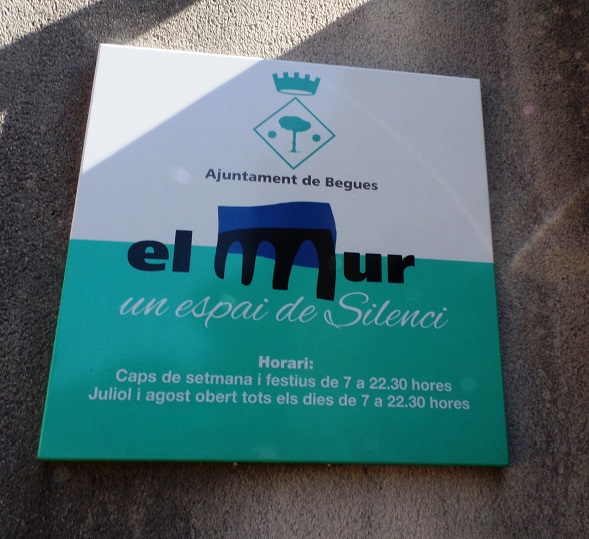 Ajuntament de Begues
el mur
un espai de Silenci
Horari:
Caps de setmana i festius de 7 a 22.30 hores
Juliol i agost obert tots els dies de 7 a 22.30 hores